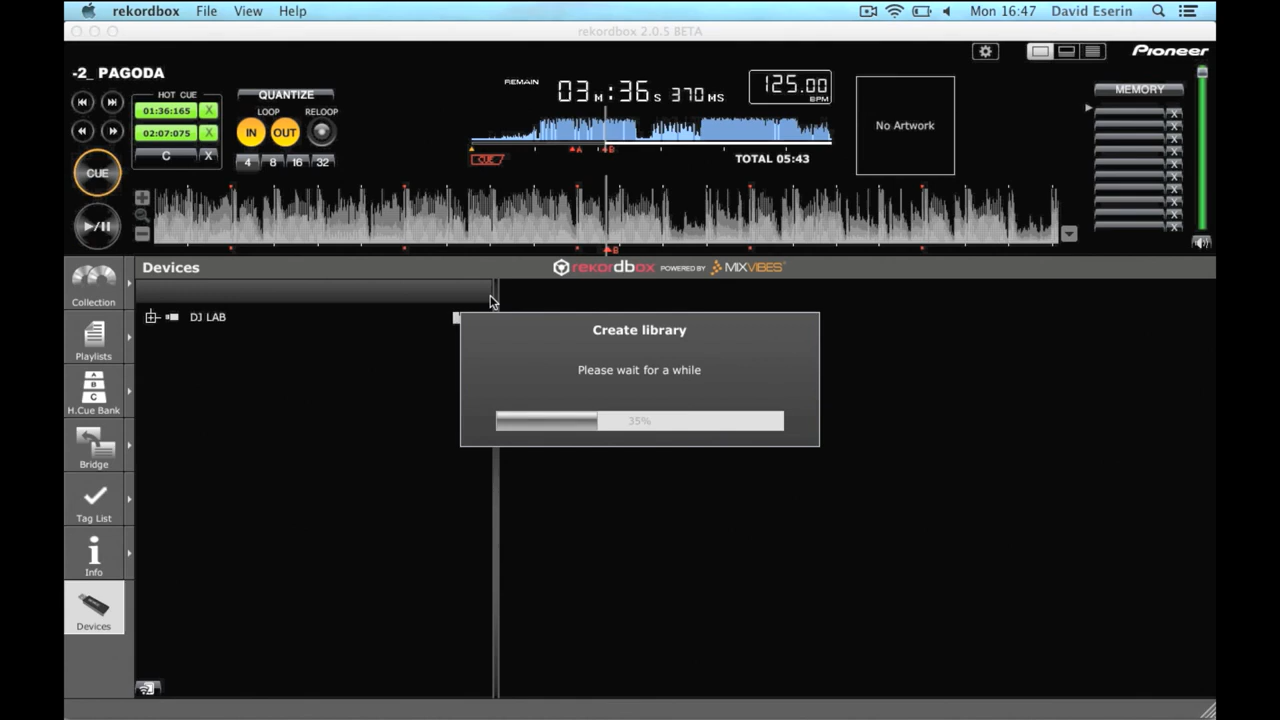 rekordbox File View Help Mon 16:47 David Eserin
rekordbox 2.0.5 BETA
Pioneer
-2_ PAGODA
HOT CUE
01:36:165 X
02:07:075 X
C X
QUANTIZE
LOOP RELOOP
IN OUT
4 8 16 32
CUE
►/II
REMAIN 03 M: 36 S 370 MS
125.00
BPM
A B
CUE TOTAL 05:43
No Artwork
MEMORY
X
X
X
X
X
X
X
X
X
X
B
Devices
rekordbox POWERED BY MIXVIBES
DJ LAB
Create library
Please wait for a while
35%
Collection
Playlists
A
B
C
H.Cue Bank
Bridge
Tag List
i
Info
Devices